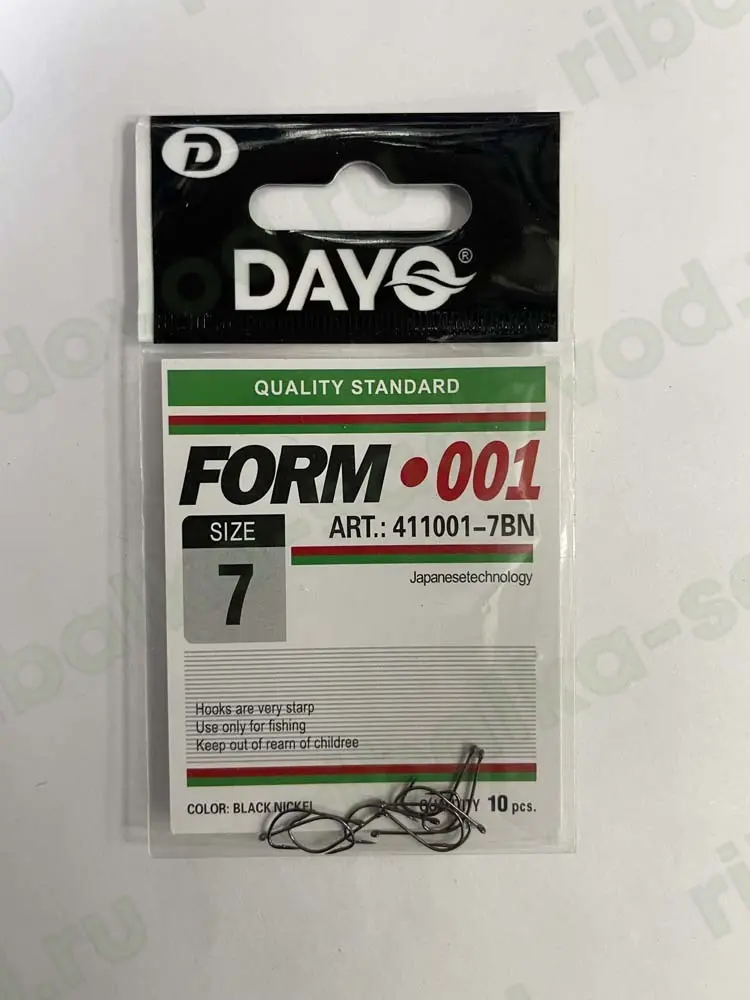 D
DAYO®
QUALITY STANDARD
FORM•001
SIZE
7
ART.: 411001-7BN
Japanesetechnology
Hooks are very starp
Use only for fishing
Keep out of rearn of childree
COLOR: BLACK NICKEL
10 pcs.